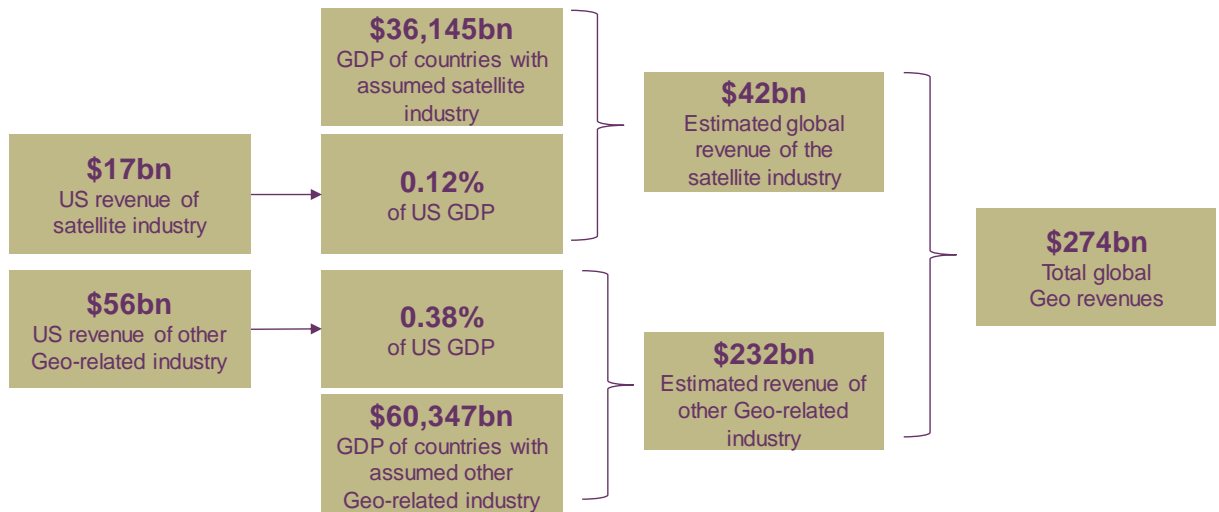 $36,145bn
GDP of countries with
assumed satellite
industry
$17bn
US revenue of
satellite industry
0.12%
of US GDP
$42bn
Estimated global
revenue of the
satellite industry
$56bn
US revenue of other
Geo-related industry
0.38%
of US GDP
$60,347bn
GDP of countries with
assumed other
Geo-related industry
$232bn
Estimated revenue of
other Geo-related
industry
$274bn
Total global
Geo revenues